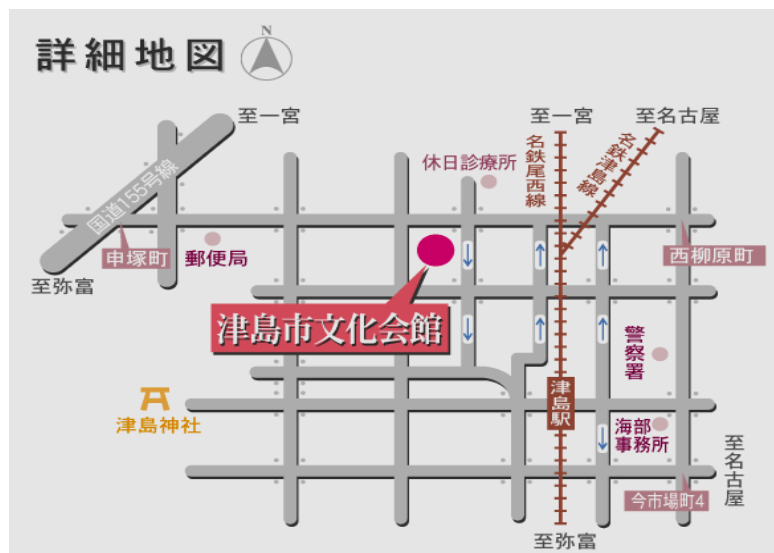 詳細地図
N
至一宮
至一宮
至名古屋
国道155号線
名鉄尾西線
名鉄津島線
休日診療所
申塚町
郵便局
西柳原町
至弥富
津島市文化会館
警察署
津島駅
津島神社
海部
事務所
至名古屋
今市場町4
至弥富